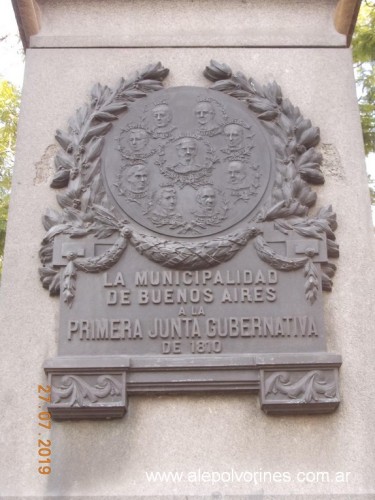 LA MUNICIPALIDAD
DE BUENOS AIRES
A LA
PRIMERA JUNTA GUBERNATIVA
DE 1810
27.07.2019
www.alepolvorines.com.ar